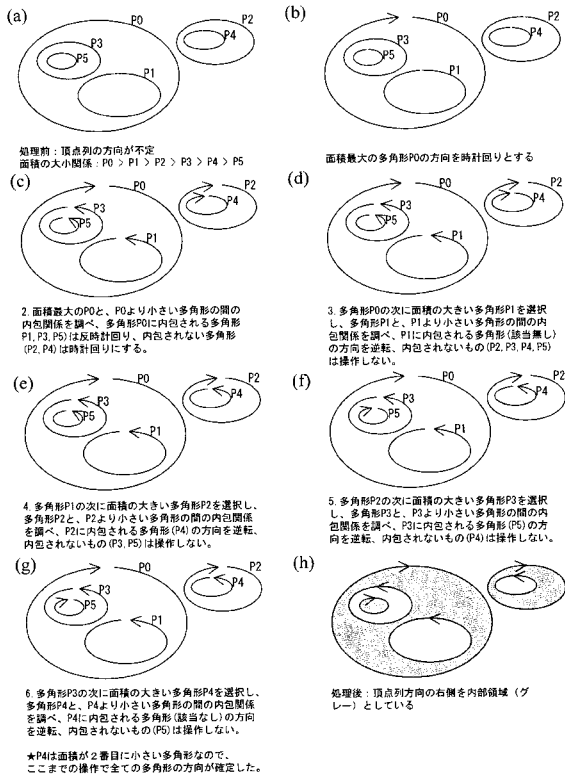 (a)
P0
P2
P3
P4
P5
P1
処理前：頂点列の方向が不定
面積の大小関係：P0 > P1 > P2 > P3 > P4 > P5
(b)
P0
P2
P3
P4
P5
P1
面積最大の多角形P0の方向を時計回りとする
(c)
P0
P2
P3
P4
P5
P1
2. 面積最大のP0と、P0より小さい多角形の間の
内包関係を調べ、多角形P0に内包される多角形
P1, P3, P5)は反時計回り、内包されない多角形
(P2, P4)は時計回りにする。
(d)
P0
P2
P3
P4
P5
P1
3. 多角形P0の次に面積の大きい多角形P1を選択
し、多角形P1と、P1より小さい多角形の間の内
包関係を調べ、P1に内包される多角形(該当無し)
の方向を逆転、内包されないもの(P2, P3, P4, P5)
は操作しない。
(e)
P0
P2
P3
P4
P5
P1
4. 多角形P1の次に面積の大きい多角形P2を選択し、
多角形P2と、P2より小さい多角形の間の内包関係
を調べ、P2に内包される多角形(P4)の方向を逆転、
内包されないもの(P3, P5)は操作しない。
(f)
P0
P2
P3
P4
P5
P1
5. 多角形P2の次に面積の大きい多角形P3を選択
し、多角形P3と、P3より小さい多角形の間の内
包関係を調べ、P3に内包される多角形(P5)の方
向を逆転、内包されないもの(P4)は操作しない。
(g)
P0
P2
P3
P4
P5
P1
6. 多角形P3の次に面積の大きい多角形P4を選択し、
多角形P4と、P4より小さい多角形の間の内包関係
を調べ、P4に内包される多角形(該当なし)の方向
を逆転、内包されないもの(P5)は操作しない。
★P4は面積が２番目に小さい多角形なので、
ここまでの操作で全ての多角形の方向が確定した。
(h)
処理後：頂点列方向の右側を内部領域（グ
レー）としている